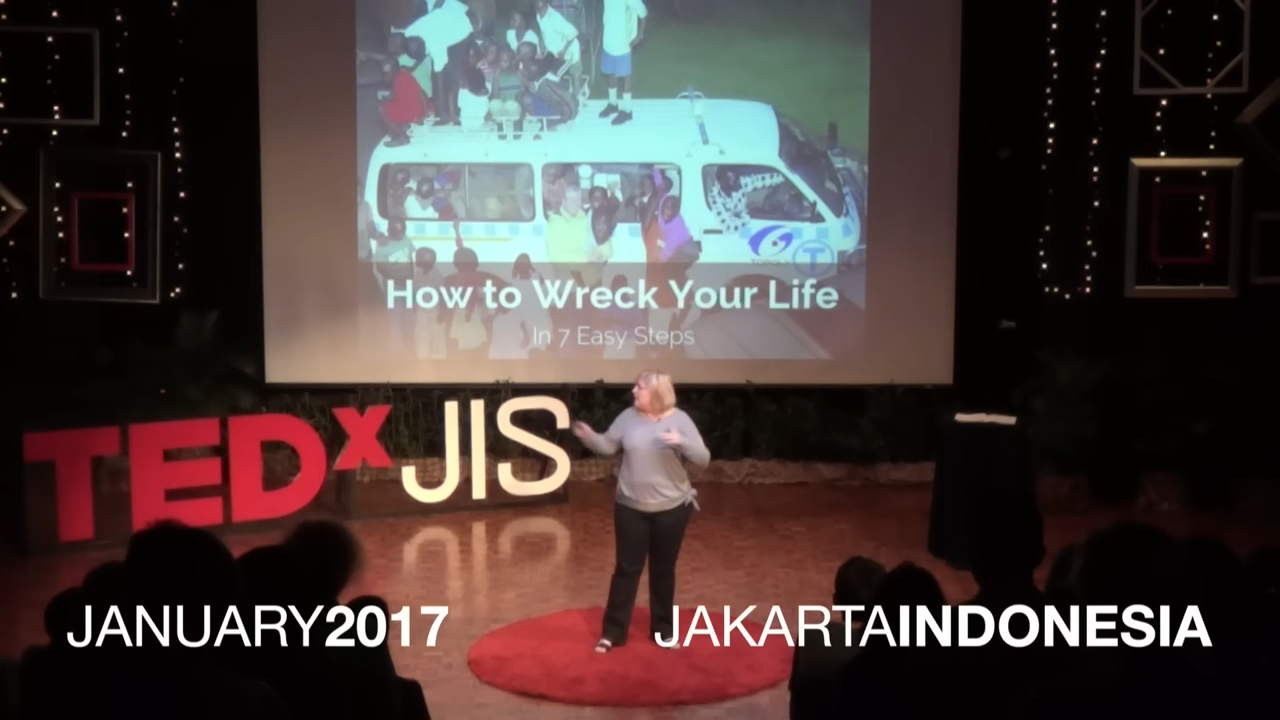 How to Wreck Your Life
In 7 Easy Steps
TEDxJIS
JANUARY2017
JAKARTAINDONESIA